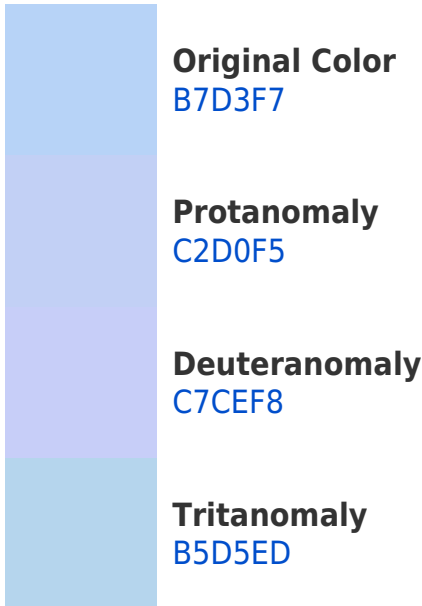 Original Color
B7D3F7
Protanomaly
C2D0F5
Deuteranomaly
C7CEF8
Tritanomaly
B5D5ED